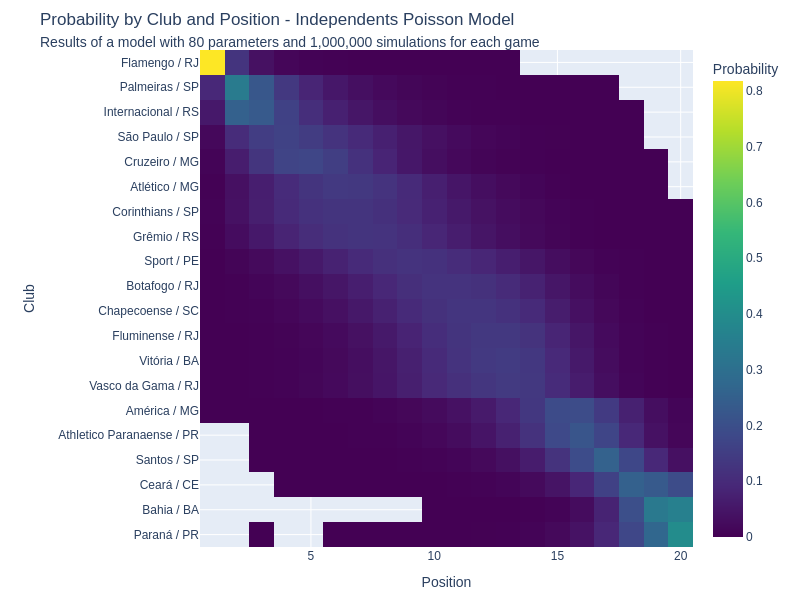 Probability by Club and Position - Independents Poisson Model
Results of a model with 80 parameters and 1,000,000 simulations for each game
Probability
Club
Flamengo / RJ
Palmeiras / SP
Internacional / RS
São Paulo / SP
Cruzeiro / MG
Atlético / MG
Corinthians / SP
Grêmio / RS
Sport / PE
Botafogo / RJ
Chapecoense / SC
Fluminense / RJ
Vitória / BA
Vasco da Gama / RJ
América / MG
Athletico Paranaense / PR
Santos / SP
Ceará / CE
Bahia / BA
Paraná / PR
0.8
0.7
0.6
0.5
0.4
0.3
0.2
0.1
0
5 10 15 20
Position